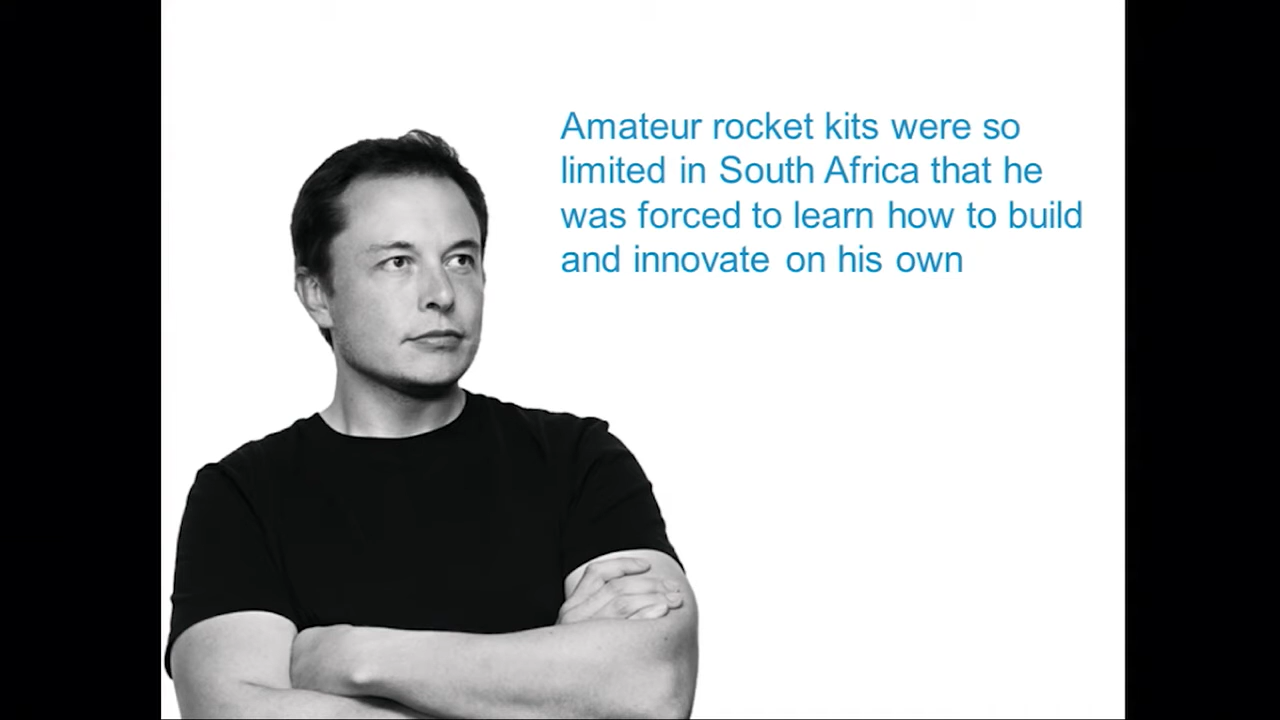 Amateur rocket kits were so
limited in South Africa that he
was forced to learn how to build
and innovate on his own